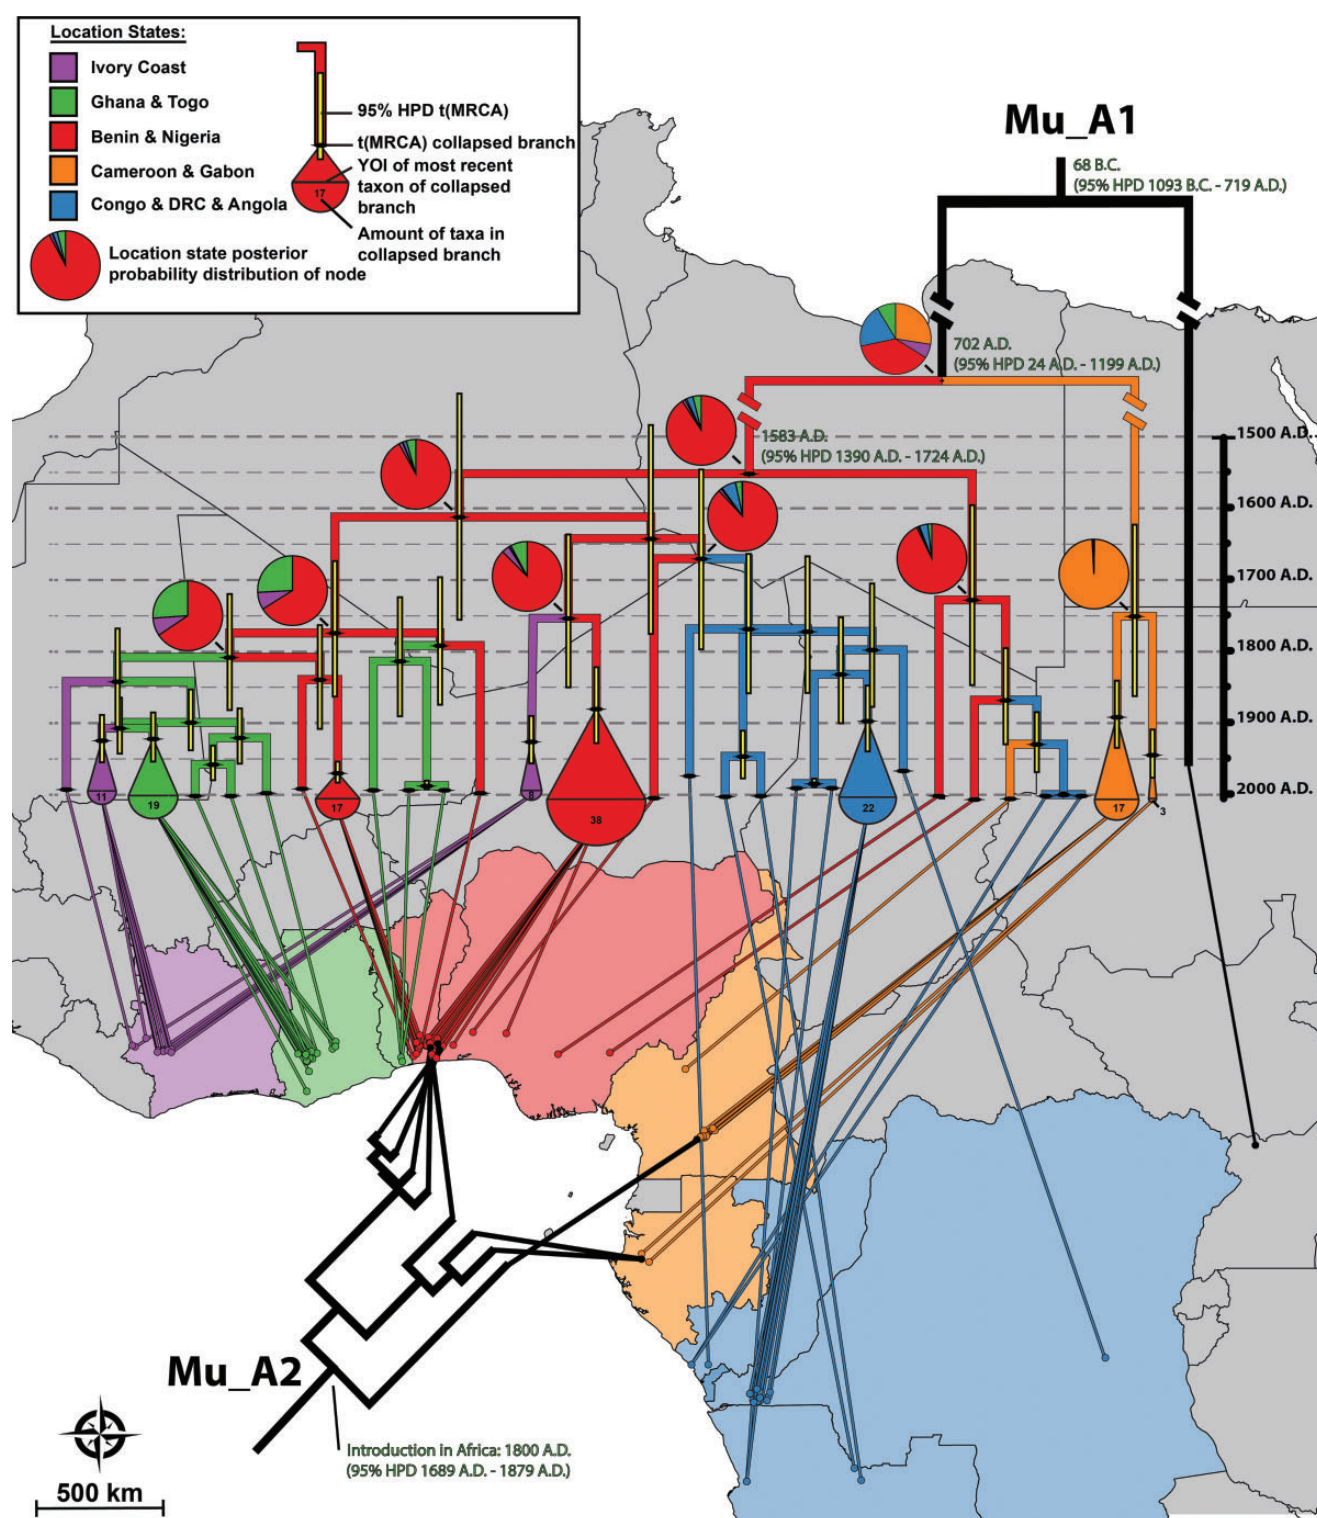 Location States:
Ivory Coast
Ghana & Togo
Benin & Nigeria
Cameroon & Gabon
Congo & DRC & Angola
Location state posterior
probability distribution of node
95% HPD t(MRCA)
t(MRCA) collapsed branch
YOI of most recent
taxon of collapsed
branch
17
Amount of taxa in
collapsed branch
Mu_A1
68 B.C.
(95% HPD 1093 B.C. - 719 A.D.)
702 A.D.
(95% HPD 24 A.D. - 1199 A.D.)
1583 A.D.
(95% HPD 1390 A.D. - 1724 A.D.)
1500 A.D.
1600 A.D.
1700 A.D.
1800 A.D.
1900 A.D.
2000 A.D.
11
19
17
8
38
22
17
3
Mu_A2
Introduction in Africa: 1800 A.D.
(95% HPD 1689 A.D. - 1879 A.D.)
500 km